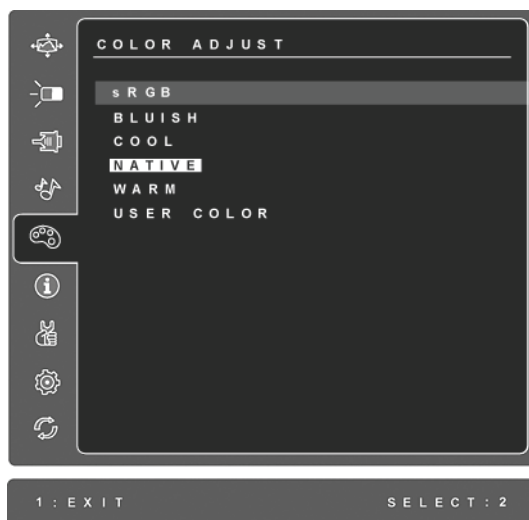 COLOR ADJUST
sRGB
BLUISH
COOL
NATIVE
WARM
USER COLOR
1:EXIT SELECT:2